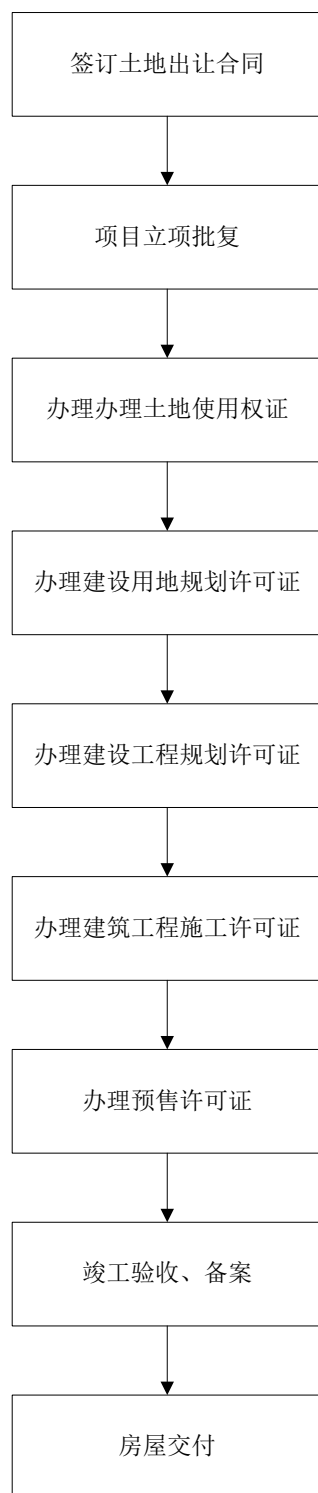 签订土地出让合同
项目立项批复
办理办理土地使用权证
办理建设用地规划许可证
办理建设工程规划许可证
办理建筑工程施工许可证
办理预售许可证
竣工验收、备案
房屋交付